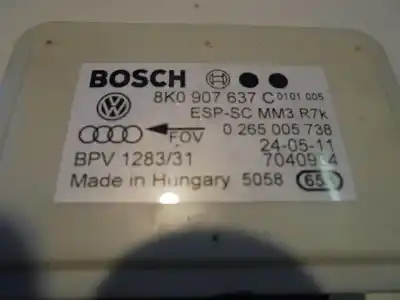 BOSCH
8K0 907 637 C 0101 005
ESP-SC MM3 R7k
FOV 0 265 005 738
24-05-11
BPV 1283/31
Made in Hungary 5058